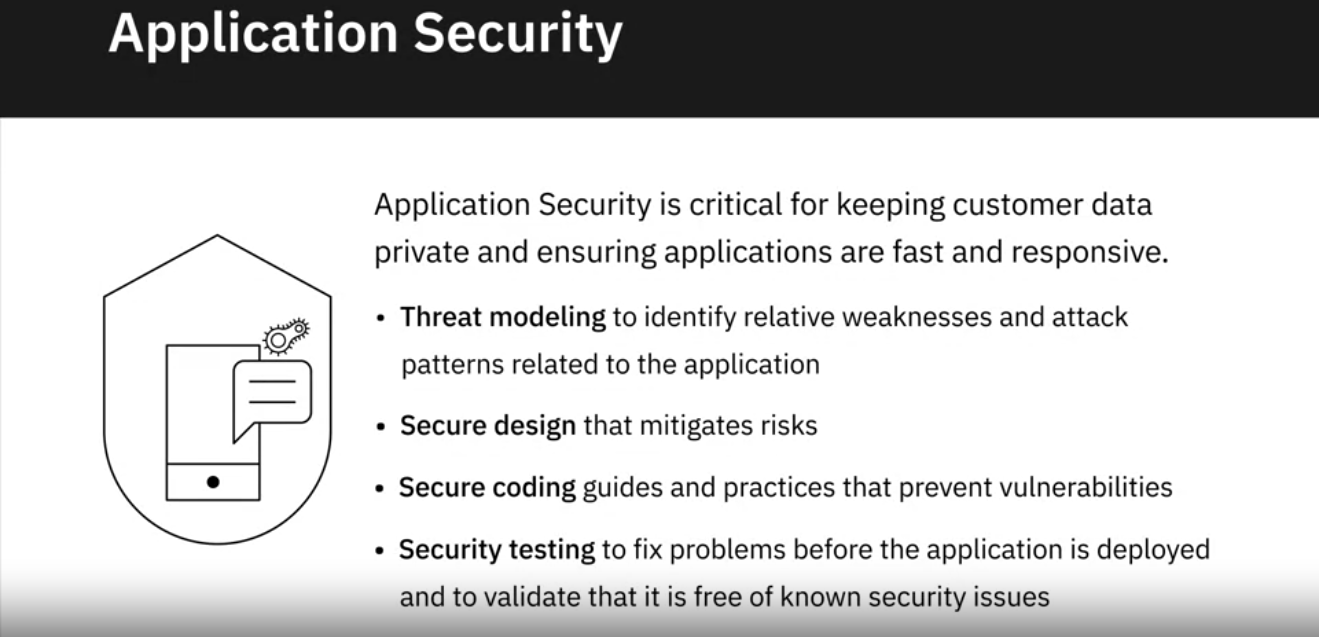 Application Security
Application Security is critical for keeping customer data
private and ensuring applications are fast and responsive.
• Threat modeling to identify relative weaknesses and attack
patterns related to the application
• Secure design that mitigates risks
• Secure coding guides and practices that prevent vulnerabilities
• Security testing to fix problems before the application is deployed
and to validate that it is free of known security issues